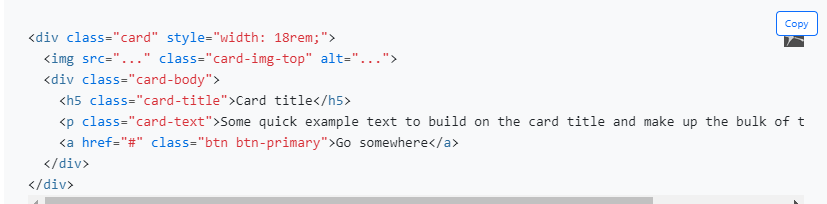 Copy
<div class="card" style="width: 18rem;">
<img src="..." class="card-img-top" alt="...">
<div class="card-body">
<h5 class="card-title">Card title</h5>
<p class="card-text">Some quick example text to build on the card title and make up the bulk of t
<a href="#" class="btn btn-primary">Go somewhere</a>
</div>
</div>